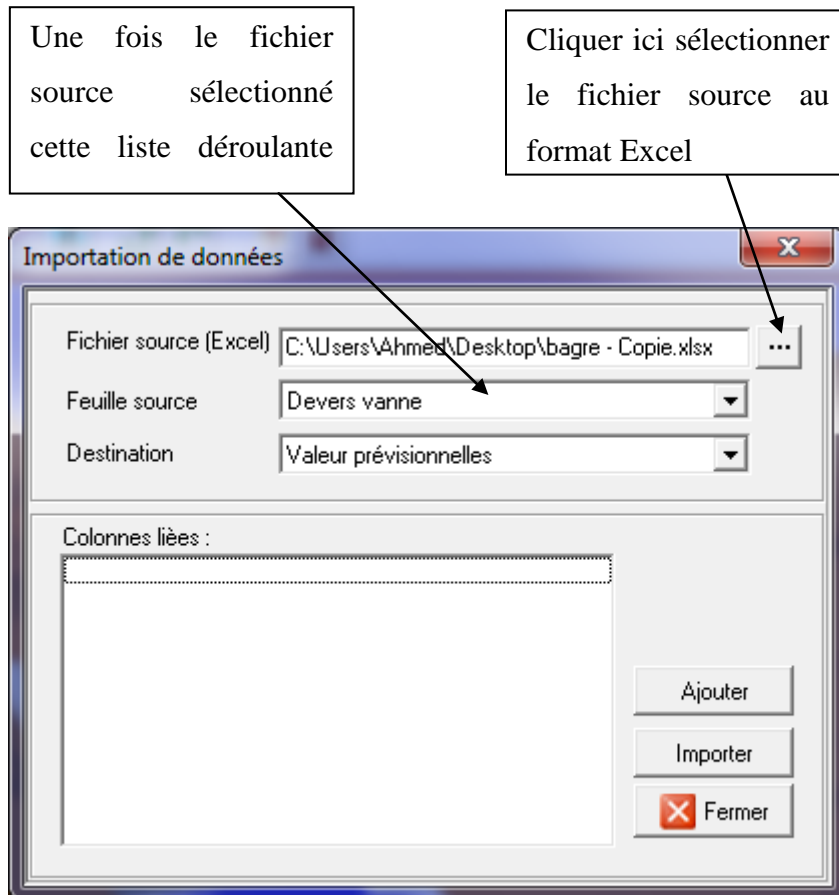 Une fois le fichier
source sélectionné
cette liste déroulante
Cliquer ici sélectionner
le fichier source au
format Excel
Importation de données
Fichier source (Excel) C:\Users\Ahmed\Desktop\bagre - Copie.xlsx ...
Feuille source Devers vanne
Destination Valeur prévisionnelles
Colonnes lièes :
Ajouter
Importer
Fermer